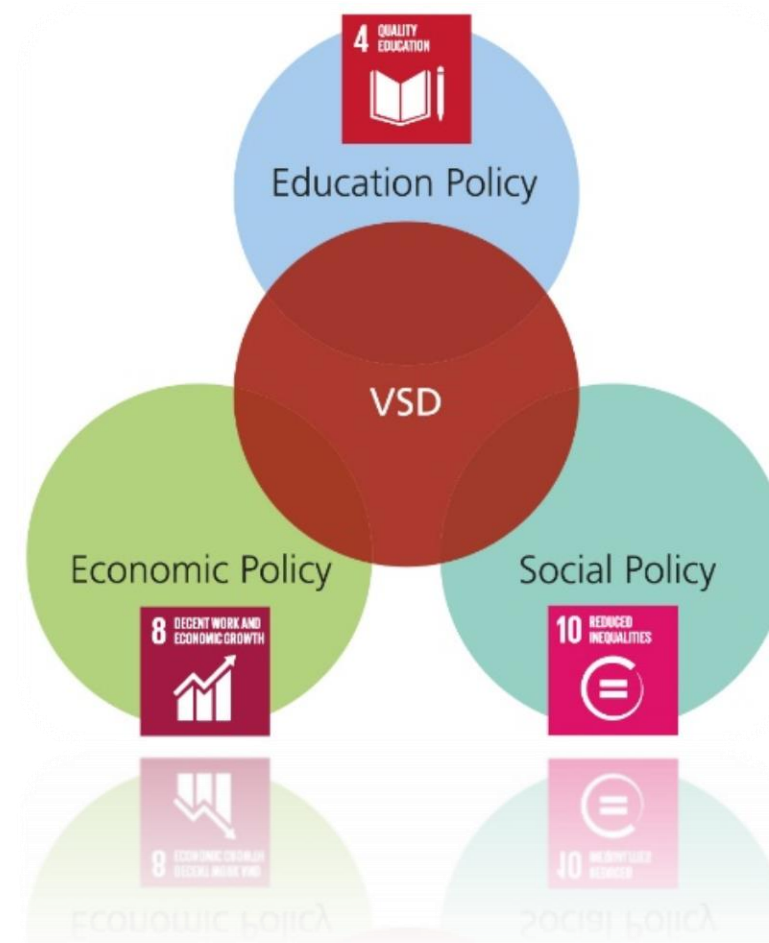 4 QUALITY
EDUCATION
Education Policy
VSD
Economic Policy
Social Policy
8 DECENT WORK AND
ECONOMIC GROWTH
10 REDUCED
INEQUALITIES